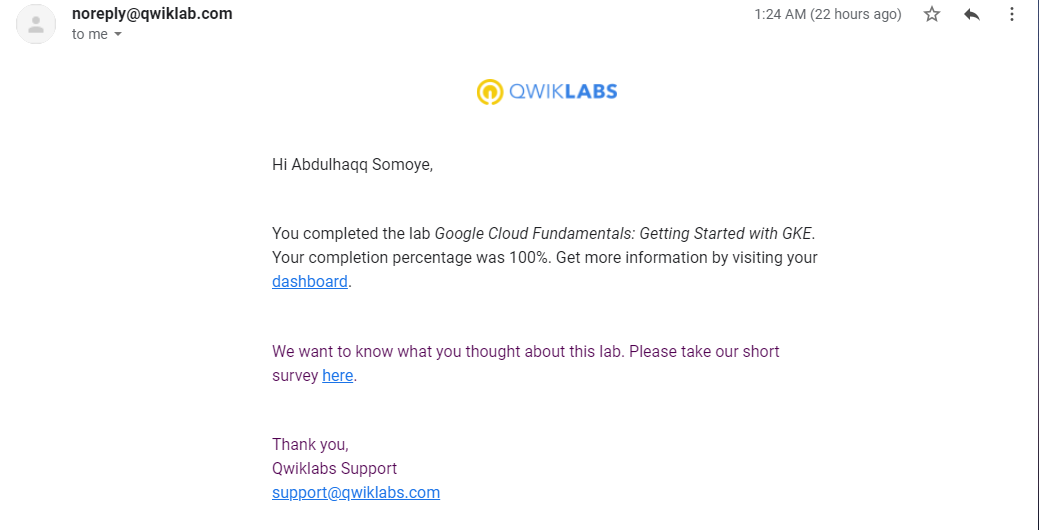 noreply@qwiklab.com
1:24 AM (22 hours ago)
to me
QWIKLABS
Hi Abdulhaqq Somoye,
You completed the lab Google Cloud Fundamentals: Getting Started with GKE.
Your completion percentage was 100%. Get more information by visiting your
dashboard.
We want to know what you thought about this lab. Please take our short
survey here.
Thank you,
Qwiklabs Support
support@qwiklabs.com